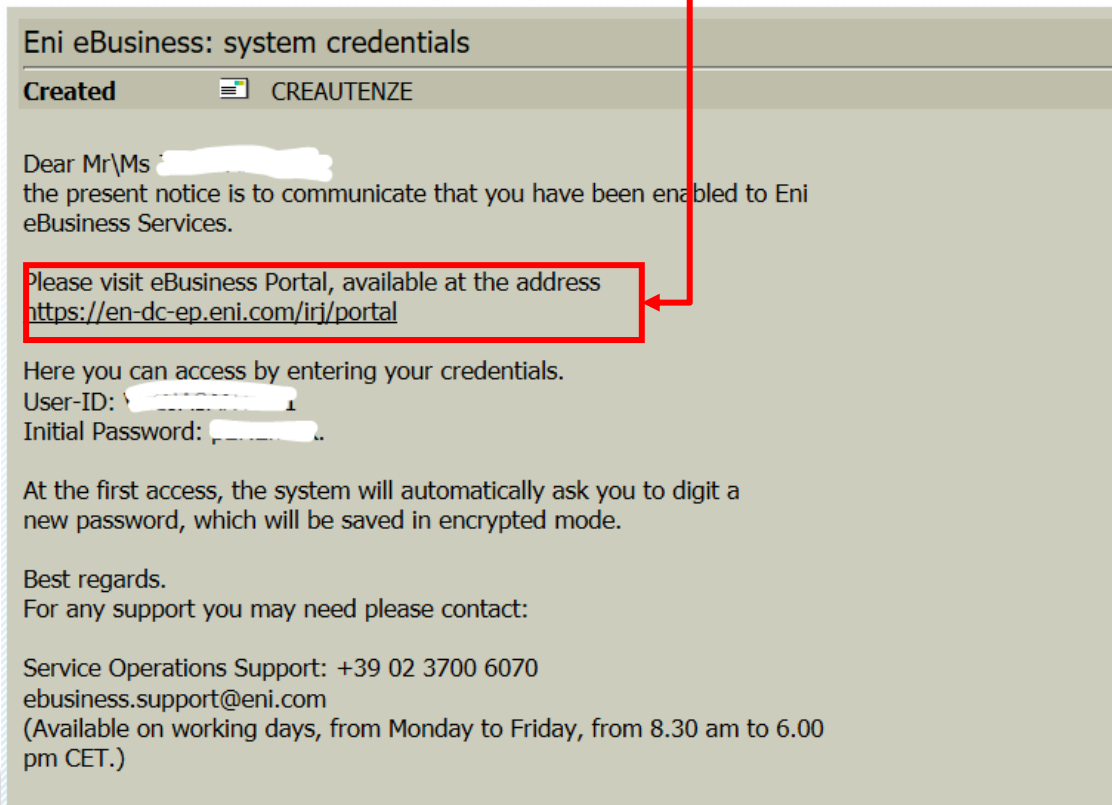 Eni eBusiness: system credentials
Created CREAUTENZE
Dear Mr\Ms
the present notice is to communicate that you have been enabled to Eni
eBusiness Services.
Please visit eBusiness Portal, available at the address
https://en-dc-ep.eni.com/irj/portal
Here you can access by entering your credentials.
User-ID:
Initial Password:
At the first access, the system will automatically ask you to digit a
new password, which will be saved in encrypted mode.
Best regards.
For any support you may need please contact:
Service Operations Support: +39 02 3700 6070
ebusiness.support@eni.com
(Available on working days, from Monday to Friday, from 8.30 am to 6.00
pm CET.)